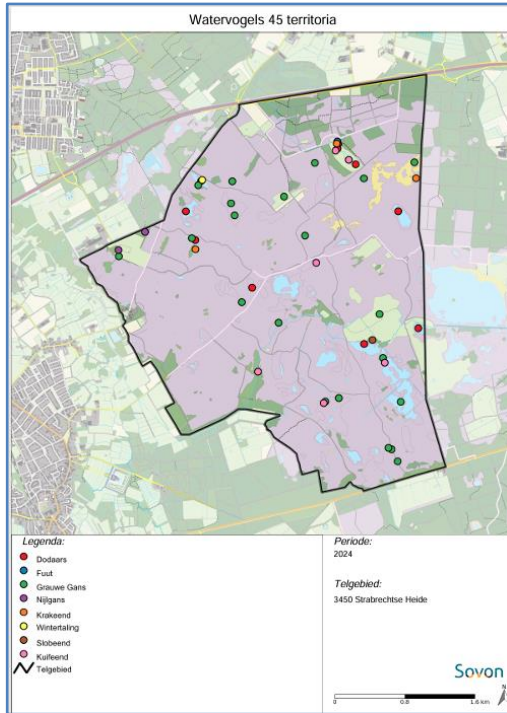 Watervogels 45 territoria
Legenda:
Dodaars
Fuut
Grauwe Gans
Nijlgans
Krakeend
Wintertaling
Slobeend
Kuifeend
Telgebied
Periode:
2024
Telgebied:
3450 Strabrechtse Heide
Sovon
N
0 0.8 1.6 km